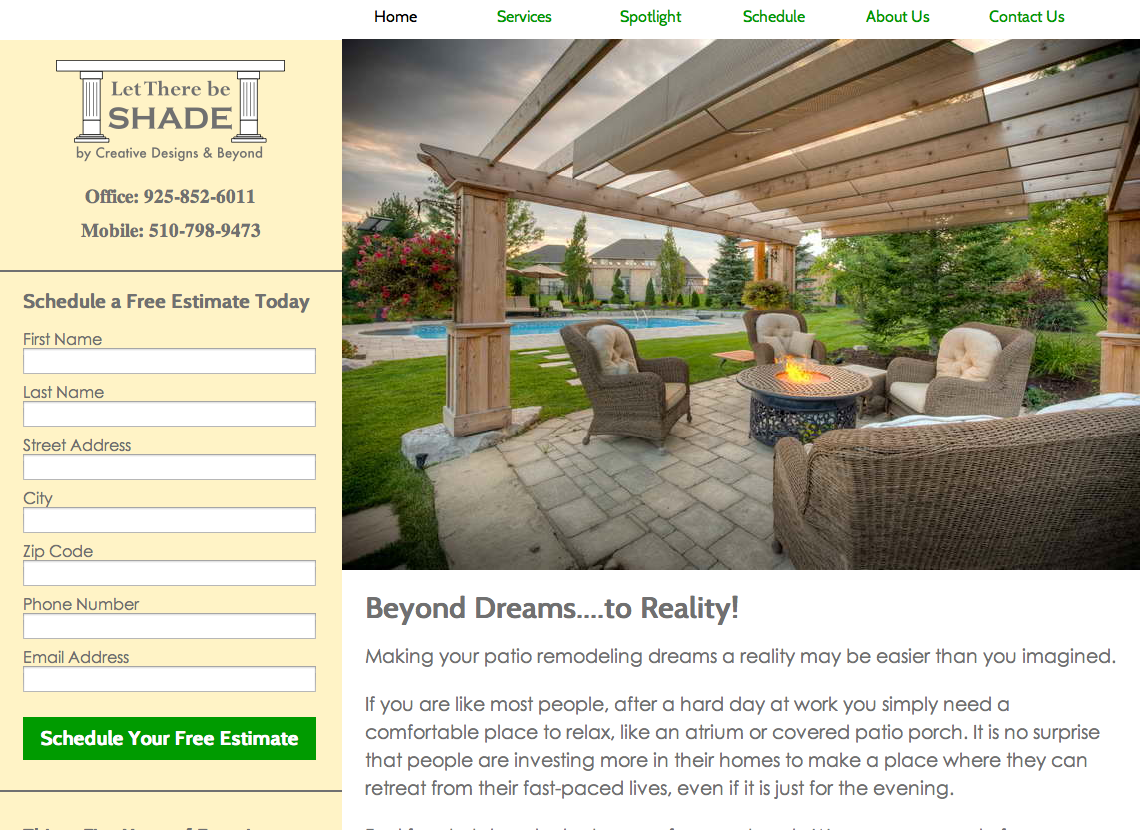 Home
Services
Spotlight
Schedule
About Us
Contact Us
Let There be
SHADE
by Creative Designs & Beyond
Office: 925-852-6011
Mobile: 510-798-9473
Schedule a Free Estimate Today
First Name
Last Name
Street Address
City
Zip Code
Phone Number
Email Address
Schedule Your Free Estimate
Beyond Dreams....to Reality!
Making your patio remodeling dreams a reality may be easier than you imagined.
If you are like most people, after a hard day at work you simply need a
comfortable place to relax, like an atrium or covered patio porch. It is no surprise
that people are investing more in their homes to make a place where they can
retreat from their fast-paced lives, even if it is just for the evening.